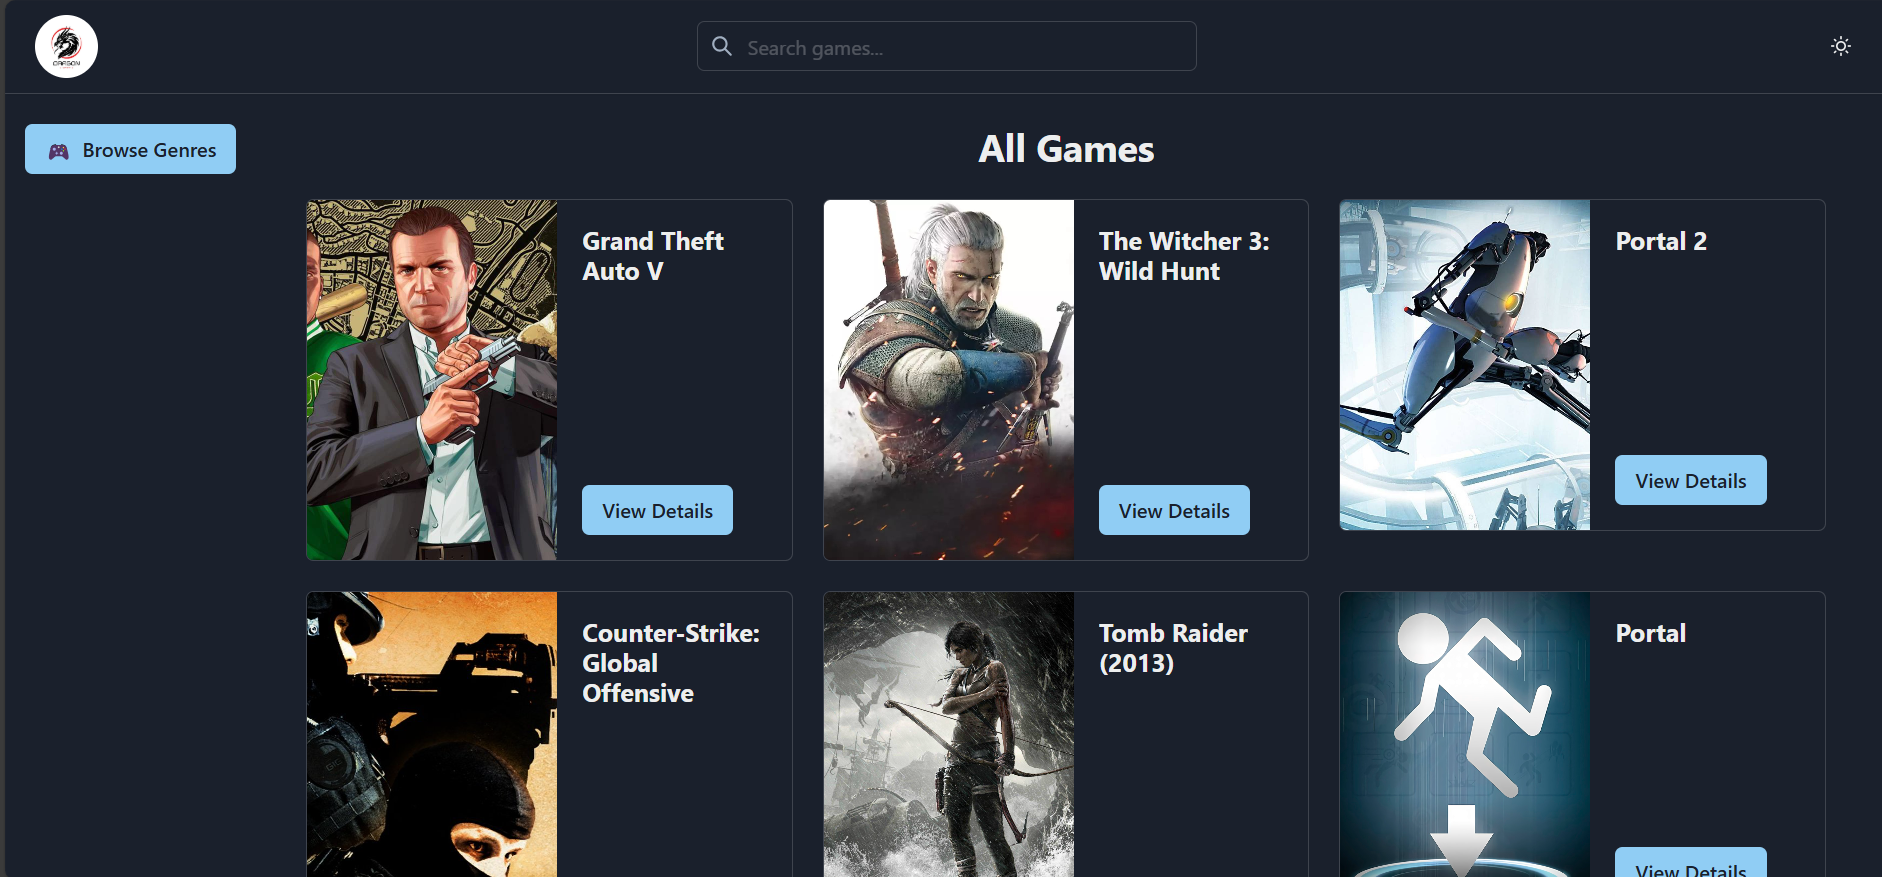 Search games...
Browse Genres
All Games
Grand Theft
Auto V
View Details
The Witcher 3:
Wild Hunt
View Details
Portal 2
View Details
Counter-Strike:
Global
Offensive
Tomb Raider
(2013)
Portal
View Details